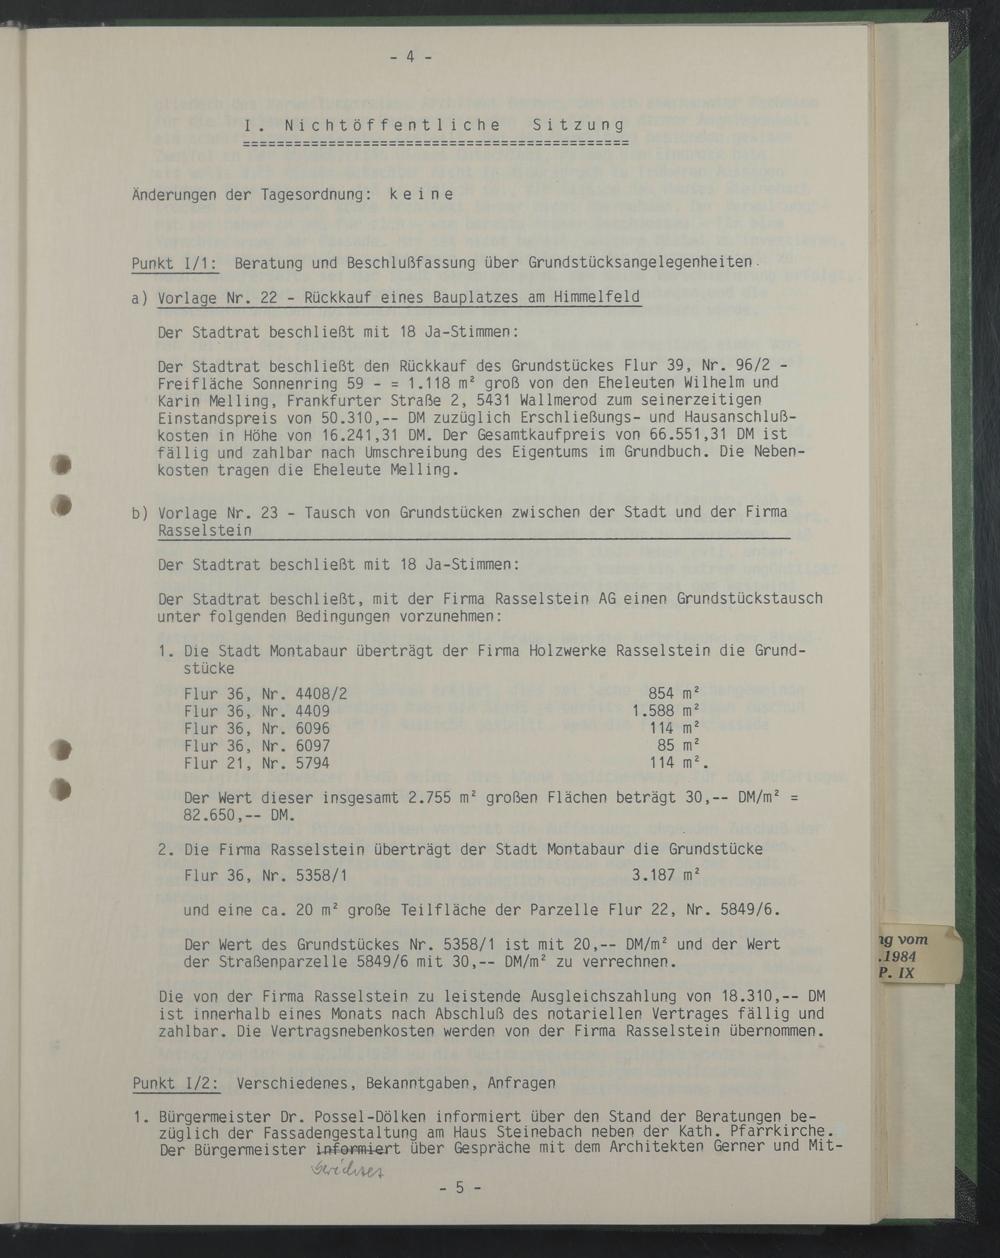 - 4 -
I. Nichtöffentliche Sitzung
Änderungen der Tagesordnung: keine
Punkt I/1: Beratung und Beschlußfassung über Grundstücksangelegenheiten.
a) Vorlage Nr. 22 - Rückkauf eines Bauplatzes am Himmelfeld
Der Stadtrat beschließt mit 18 Ja-Stimmen:
Der Stadtrat beschließt den Rückkauf des Grundstückes Flur 39, Nr. 96/2 -
Freifläche Sonnenring 59 - = 1.118 m² groß von den Eheleuten Wilhelm und
Karin Melling, Frankfurter Straße 2, 5431 Wallmerod zum seinerzeitigen
Einstandspreis von 50.310,-- DM zuzüglich Erschließungs- und Hausanschluß-
kosten in Höhe von 16.241,31 DM. Der Gesamtkaufpreis von 66.551,31 DM ist
fällig und zahlbar nach Umschreibung des Eigentums im Grundbuch. Die Neben-
kosten tragen die Eheleute Melling.
b) Vorlage Nr. 23 - Tausch von Grundstücken zwischen der Stadt und der Firma
Rasselstein
Der Stadtrat beschließt mit 18 Ja-Stimmen:
Der Stadtrat beschließt, mit der Firma Rasselstein AG einen Grundstückstausch
unter folgenden Bedingungen vorzunehmen:
1. Die Stadt Montabaur überträgt der Firma Holzwerke Rasselstein die Grund-
stücke
Flur 36, Nr. 4408/2 854 m²
Flur 36, Nr. 4409 1.588 m²
Flur 36, Nr. 6096 114 m²
Flur 36, Nr. 6097 85 m²
Flur 21, Nr. 5794 114 m².
Der Wert dieser insgesamt 2.755 m² großen Flächen beträgt 30,-- DM/m² =
82.650,-- DM.
2. Die Firma Rasselstein überträgt der Stadt Montabaur die Grundstücke
Flur 36, Nr. 5358/1 3.187 m²
und eine ca. 20 m² große Teilfläche der Parzelle Flur 22, Nr. 5849/6.
Der Wert des Grundstückes Nr. 5358/1 ist mit 20,-- DM/m² und der Wert
der Straßenparzelle 5849/6 mit 30,-- DM/m² zu verrechnen.
Die von der Firma Rasselstein zu leistende Ausgleichszahlung von 18.310,-- DM
ist innerhalb eines Monats nach Abschluß des notariellen Vertrages fällig und
zahlbar. Die Vertragsnebenkosten werden von der Firma Rasselstein übernommen.
Punkt I/2: Verschiedenes, Bekanntgaben, Anfragen
1. Bürgermeister Dr. Possel-Dölken informiert über den Stand der Beratungen be-
züglich der Fassadengestaltung am Haus Steinebach neben der Kath. Pfarrkirche.
Der Bürgermeister informiert über Gespräche mit dem Architekten Gerner und Mit-
berichtet
- 5 -
ng vom
.1984
P. IX